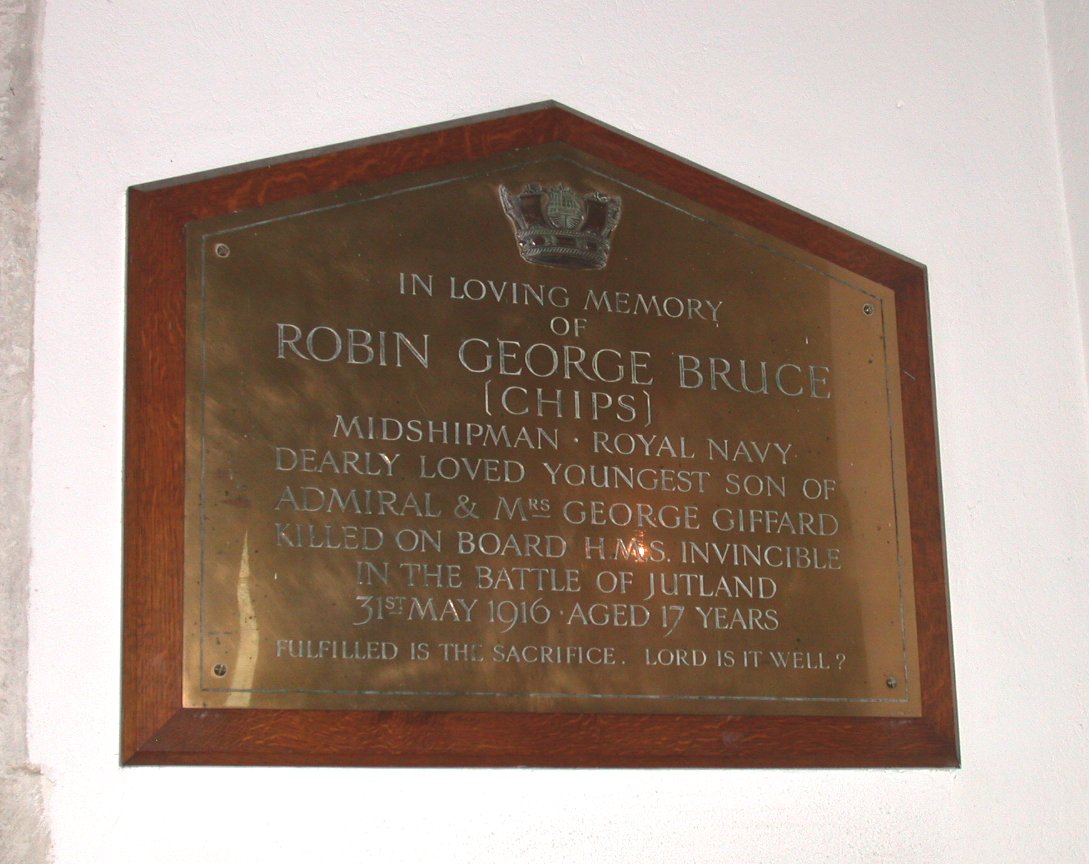 IN LOVING MEMORY
OF
ROBIN GEORGE BRUCE
(CHIPS)
MIDSHIPMAN · ROYAL NAVY·
DEARLY LOVED YOUNGEST SON OF
ADMIRAL & MRS GEORGE GIFFARD
KILLED ON BOARD H.M.S. INVINCIBLE
IN THE BATTLE OF JUTLAND
31ST MAY 1916 · AGED 17 YEARS
FULFILLED IS THE SACRIFICE. LORD IS IT WELL?